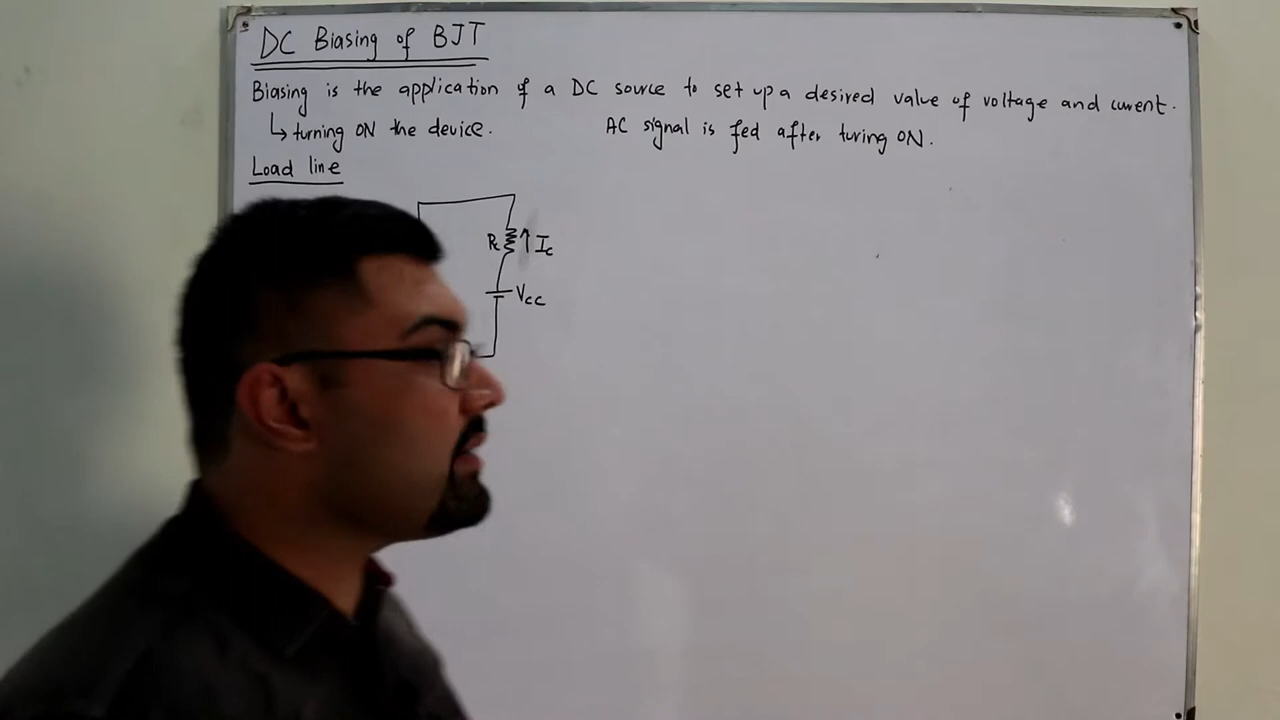 DC Biasing of BJT
Biasing is the application of a DC source to set up a desired value of voltage and current.
↳ turning ON the device. AC signal is fed after turing ON.
Load line
Rc Ic
Vcc